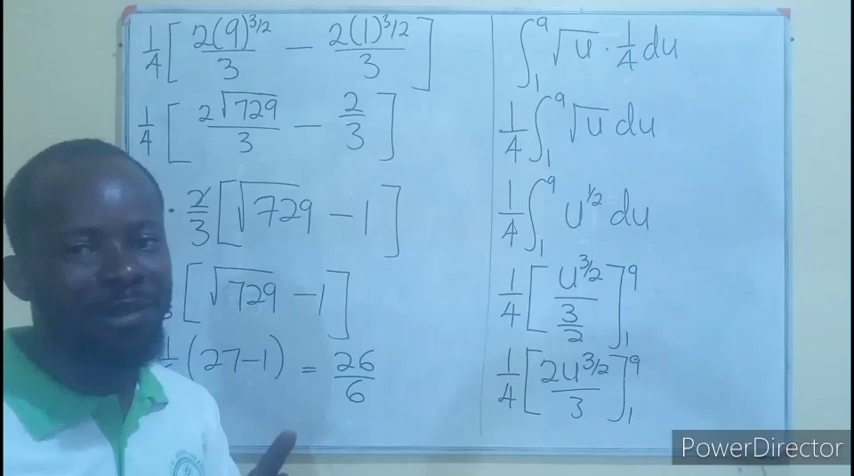 1/4 [ 2(9)^3/2 / 3 − 2(1)^3/2 / 3 ]
1/4 [ 2√729 / 3 − 2/3 ]
· 2/3 [ √729 − 1 ]
[ √729 − 1 ]
(27−1) = 26/6
∫₁⁹ √u · 1/4 du
1/4 ∫₁⁹ √u du
1/4 ∫₁⁹ u^1/2 du
1/4 [ u^3/2 / 3/2 ]₁⁹
1/4 [ 2u^3/2 / 3 ]₁⁹
PowerDirector